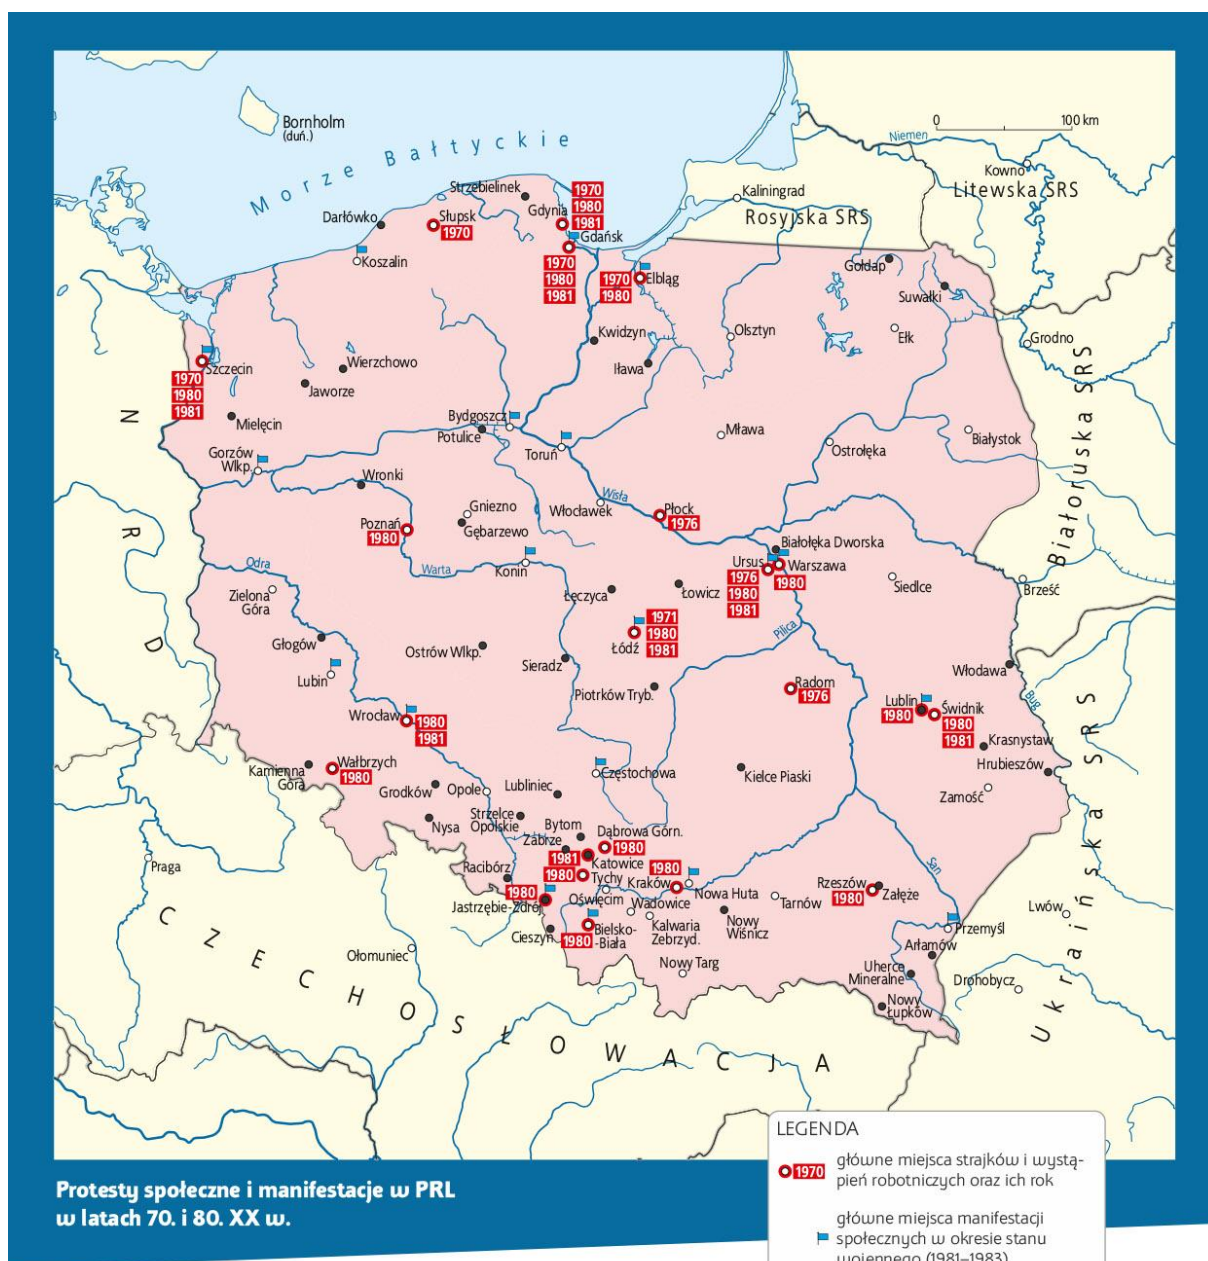 Bornholm
(duń.)
Morze Bałtyckie
0 100 km
Niemen
Kowno
Litewska SRS
Kaliningrad
Rosyjska SRS
Strzebielinek
Gdynia
1970
1980
1981
Darłówko
Słupsk
1970
Koszalin
Gdańsk
1970
1980
1981
1970
1980
Elbląg
Gołdap
Suwałki
Ełk
Grodno
Olsztyn
Kwidzyn
Iława
Szczecin
1970
1980
1981
Wierzchowo
Jaworze
Mielęcin
Bydgoszcz
Potulice
Toruń
Mława
Ostrołęka
Białystok
Białoruska SRS
NRD
Gorzów
Wlkp.
Wronki
Gniezno
Gębarzewo
Poznań
1980
Włocławek
Wisła
Płock
1976
Białołęka Dworska
Ursus
1976
1980
1981
Warszawa
1980
Siedlce
Brześć
Odra
Warta
Konin
Zielona
Góra
Łęczyca
Łowicz
Łódź
1971
1980
1981
Pilica
Głogów
Ostrów Wlkp.
Sieradz
Lubin
Piotrków Tryb.
Radom
1976
Włodawa
Bug
Lublin
1980
Świdnik
1980
1981
Krasnystaw
Hrubieszów
Zamość
Wrocław
1980
1981
Wałbrzych
1980
Kamienna
Góra
Częstochowa
Kielce Piaski
Grodków
Opole
Lubliniec
Nysa
Strzelce
Opolskie
Bytom
Zabrze
Dąbrowa Górn.
1980
1981
Katowice
1980
Tychy
Racibórz
1980
Jastrzębie-Zdrój
Oświęcim
1980
Kraków
Nowa Huta
Wadowice
Kalwaria
Zebrzyd.
Nowy
Wiśnicz
Tarnów
Rzeszów
1980
Załęże
San
Cieszyn
1980
Bielsko-
-Biała
Nowy Targ
Przemyśl
Arłamów
Uherce
Mineralne
Nowy
Łupków
Lwów
Drohobycz
Ukraińska SRS
Praga
Ołomuniec
CZECHOSŁOWACJA
LEGENDA
1970 główne miejsca strajków i wystą-
pień robotniczych oraz ich rok
główne miejsca manifestacji
społecznych w okresie stanu
wojennego (1981–1983)
Protesty społeczne i manifestacje w PRL
w latach 70. i 80. XX w.